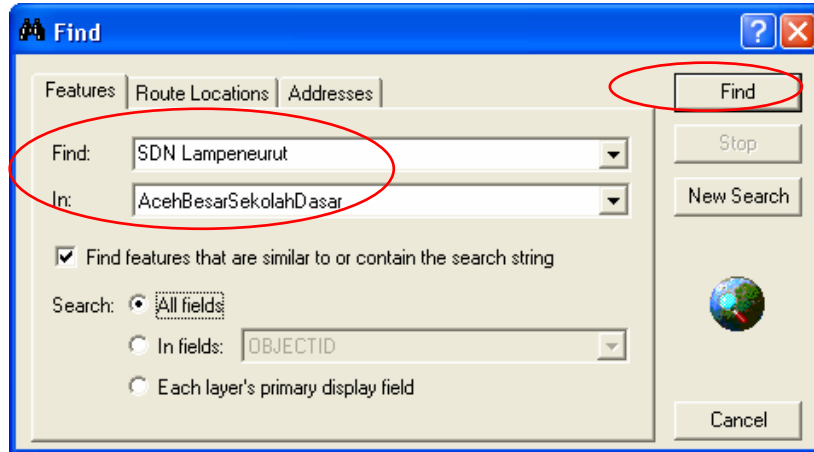 Find
Features Route Locations Addresses
Find
Find: SDN Lampeneurut
Stop
In: AcehBesarSekolahDasar
New Search
Find features that are similar to or contain the search string
Search: All fields
In fields: OBJECTID
Each layer's primary display field
Cancel